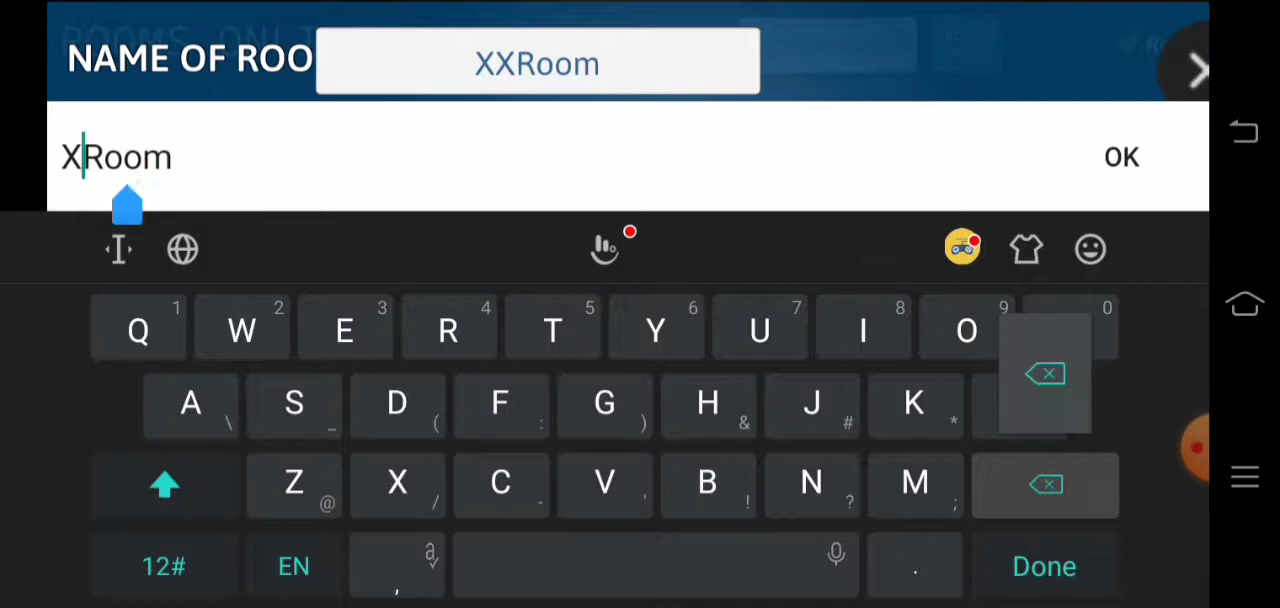 NAME OF ROO
XXRoom
XRoom
OK
Q 1 W 2 E 3 R 4 T 5 Y 6 U 7 I 8 O 9 0
A \ S _ D ( F : G ) H & J # K *
Z @ X / C - V ' B ! N ? M ;
12# EN , . Done